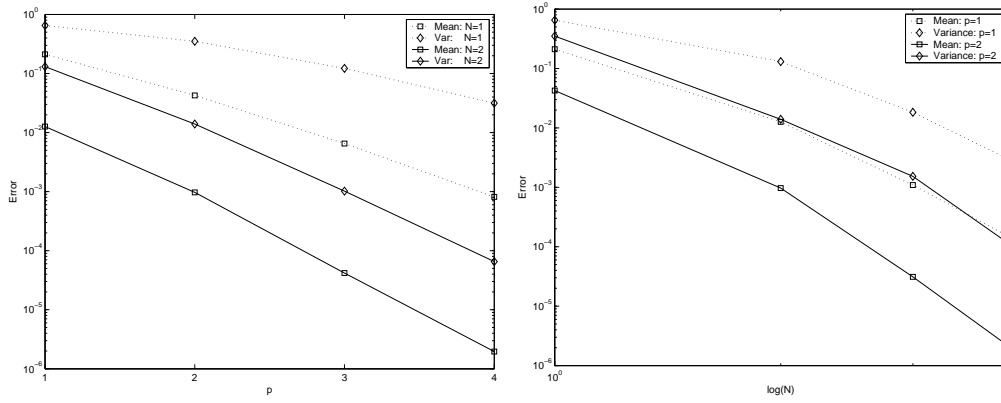 10^0
10^-1
10^-2
10^-3
10^-4
10^-5
10^-6
Error
1
2
3
4
p
Mean: N=1
Var: N=1
Mean: N=2
Var: N=2
10^0
10^-1
10^-2
10^-3
10^-4
10^-5
10^-6
Error
10^0
log(N)
Mean: p=1
Variance: p=1
Mean: p=2
Variance: p=2